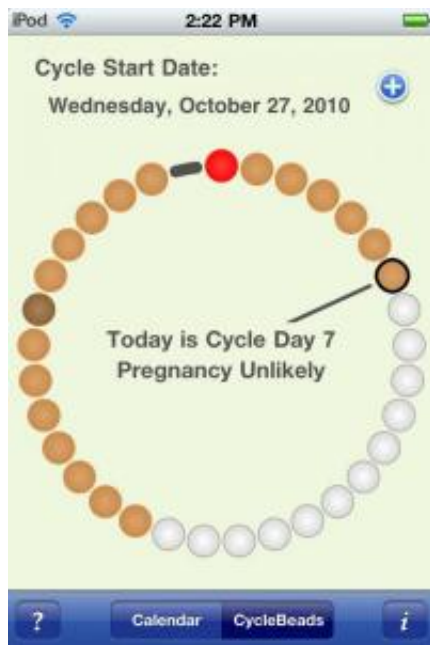 iPod 2:22 PM
Cycle Start Date:
Wednesday, October 27, 2010
Today is Cycle Day 7
Pregnancy Unlikely
? Calendar CycleBeads i